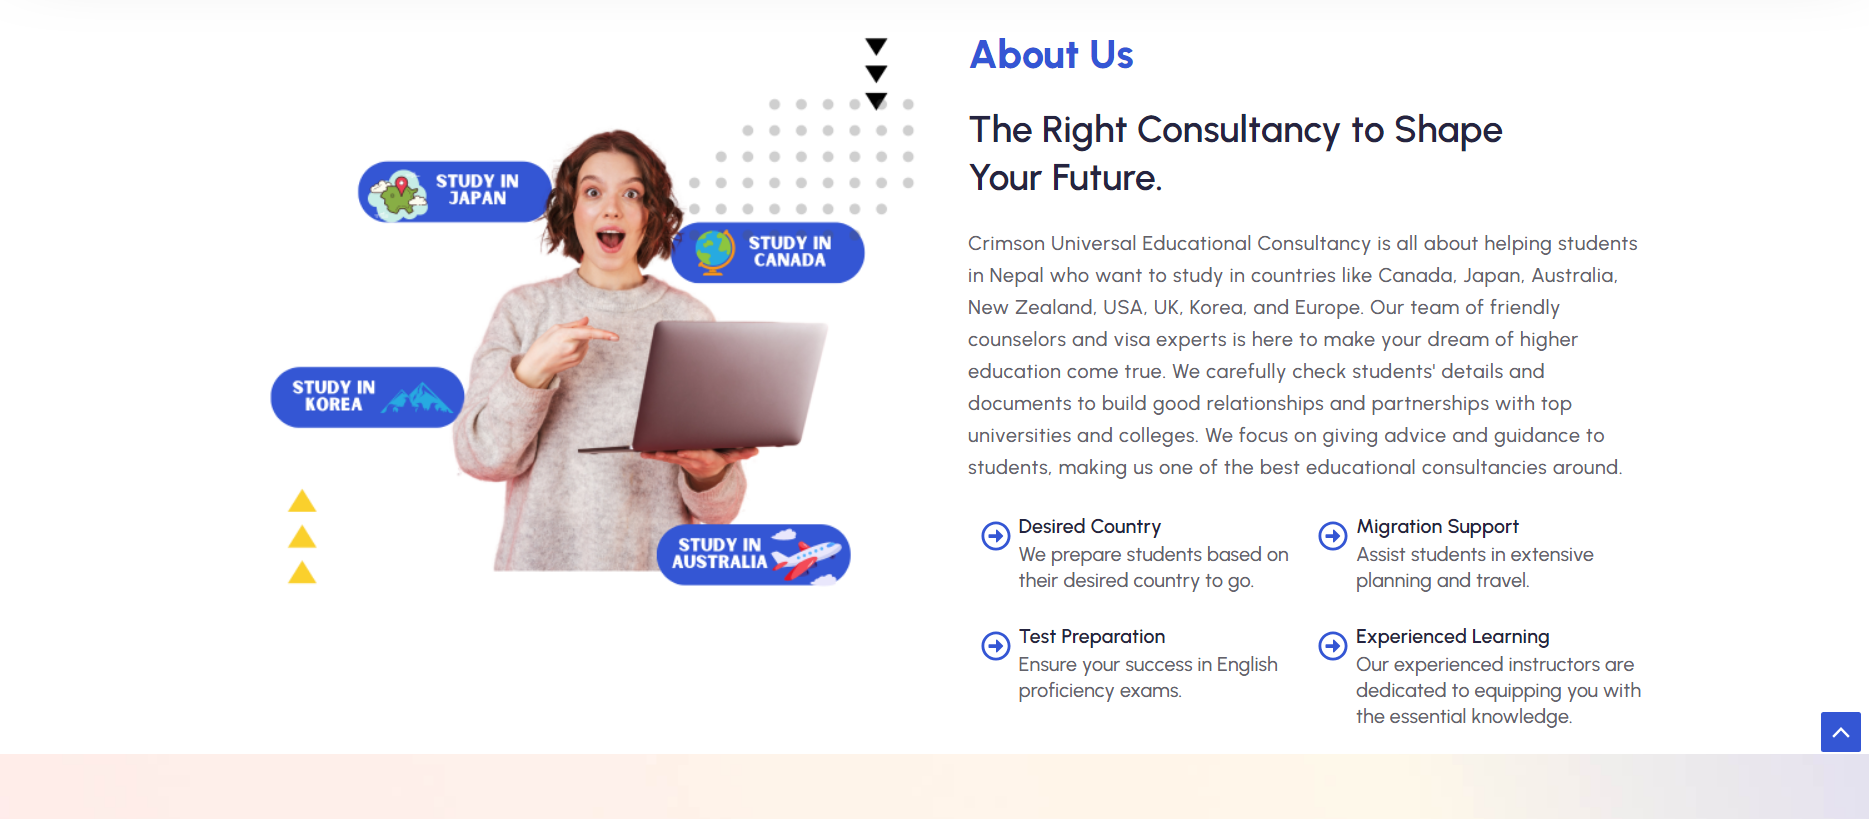 About Us
The Right Consultancy to Shape
Your Future.
STUDY IN
JAPAN
STUDY IN
CANADA
STUDY IN
KOREA
STUDY IN
AUSTRALIA
Crimson Universal Educational Consultancy is all about helping students
in Nepal who want to study in countries like Canada, Japan, Australia,
New Zealand, USA, UK, Korea, and Europe. Our team of friendly
counselors and visa experts is here to make your dream of higher
education come true. We carefully check students' details and
documents to build good relationships and partnerships with top
universities and colleges. We focus on giving advice and guidance to
students, making us one of the best educational consultancies around.
Desired Country
We prepare students based on
their desired country to go.
Migration Support
Assist students in extensive
planning and travel.
Test Preparation
Ensure your success in English
proficiency exams.
Experienced Learning
Our experienced instructors are
dedicated to equipping you with
the essential knowledge.